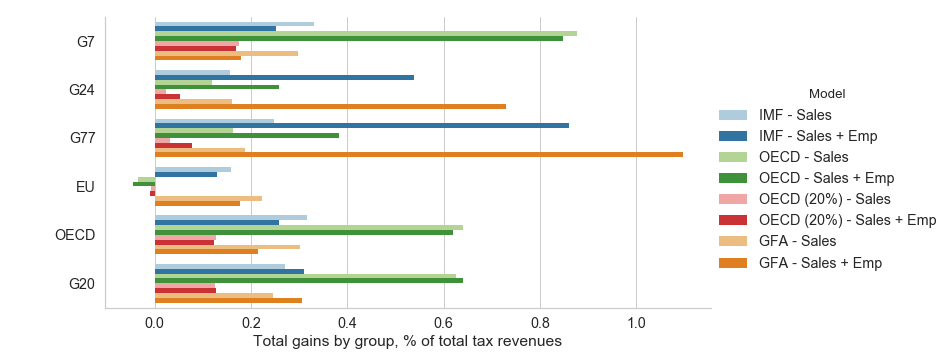 G7
G24
G77
EU
OECD
G20
0.0 0.2 0.4 0.6 0.8 1.0
Total gains by group, % of total tax revenues
Model
IMF - Sales
IMF - Sales + Emp
OECD - Sales
OECD - Sales + Emp
OECD (20%) - Sales
OECD (20%) - Sales + Emp
GFA - Sales
GFA - Sales + Emp